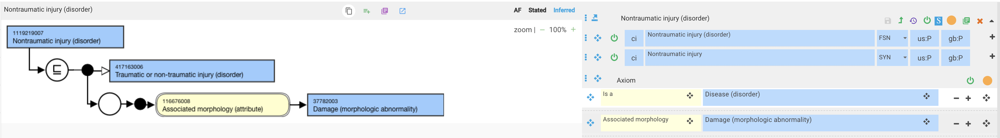 Nontraumatic injury (disorder)
AF Stated Inferred
zoom | − 100% +
1119219007
Nontraumatic injury (disorder)
⊑
417163006
Traumatic or non-traumatic injury (disorder)
116676008
Associated morphology (attribute)
37782003
Damage (morphologic abnormality)
Nontraumatic injury (disorder)
S
ci Nontraumatic injury (disorder) FSN us:P gb:P +
ci Nontraumatic injury SYN us:P gb:P +
Axiom
Is a Disease (disorder) − +
Associated morphology Damage (morphologic abnormality) − +